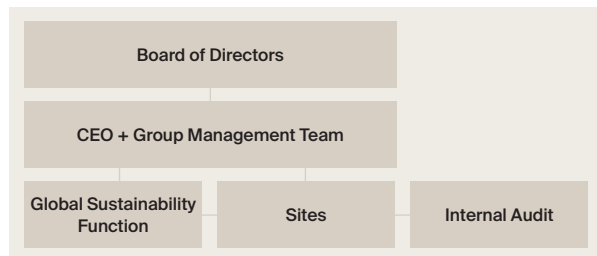 Board of Directors
CEO + Group Management Team
Global Sustainability
Function
Sites
Internal Audit